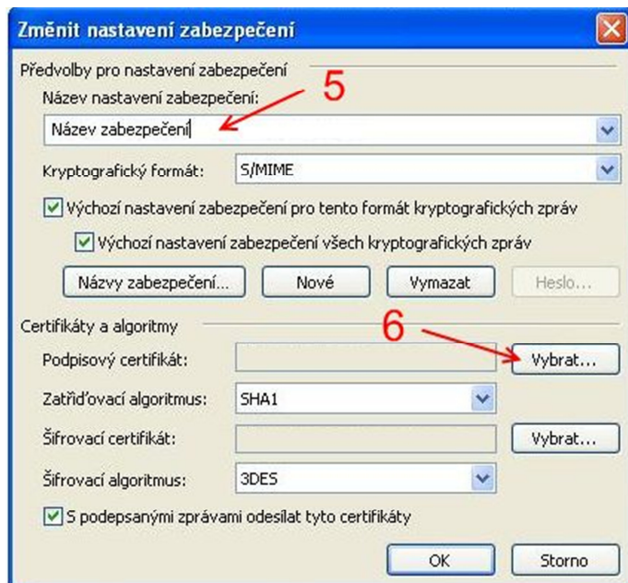 Změnit nastavení zabezpečení
Předvolby pro nastavení zabezpečení
Název nastavení zabezpečení:
5
Název zabezpečení
Kryptografický formát: S/MIME
Výchozí nastavení zabezpečení pro tento formát kryptografických zpráv
Výchozí nastavení zabezpečení všech kryptografických zpráv
Názvy zabezpečení... Nové Vymazat Heslo...
Certifikáty a algoritmy
6
Podpisový certifikát: Vybrat...
Zatřiďovací algoritmus: SHA1
Šifrovací certifikát: Vybrat...
Šifrovací algoritmus: 3DES
S podepsanými zprávami odesílat tyto certifikáty
OK Storno